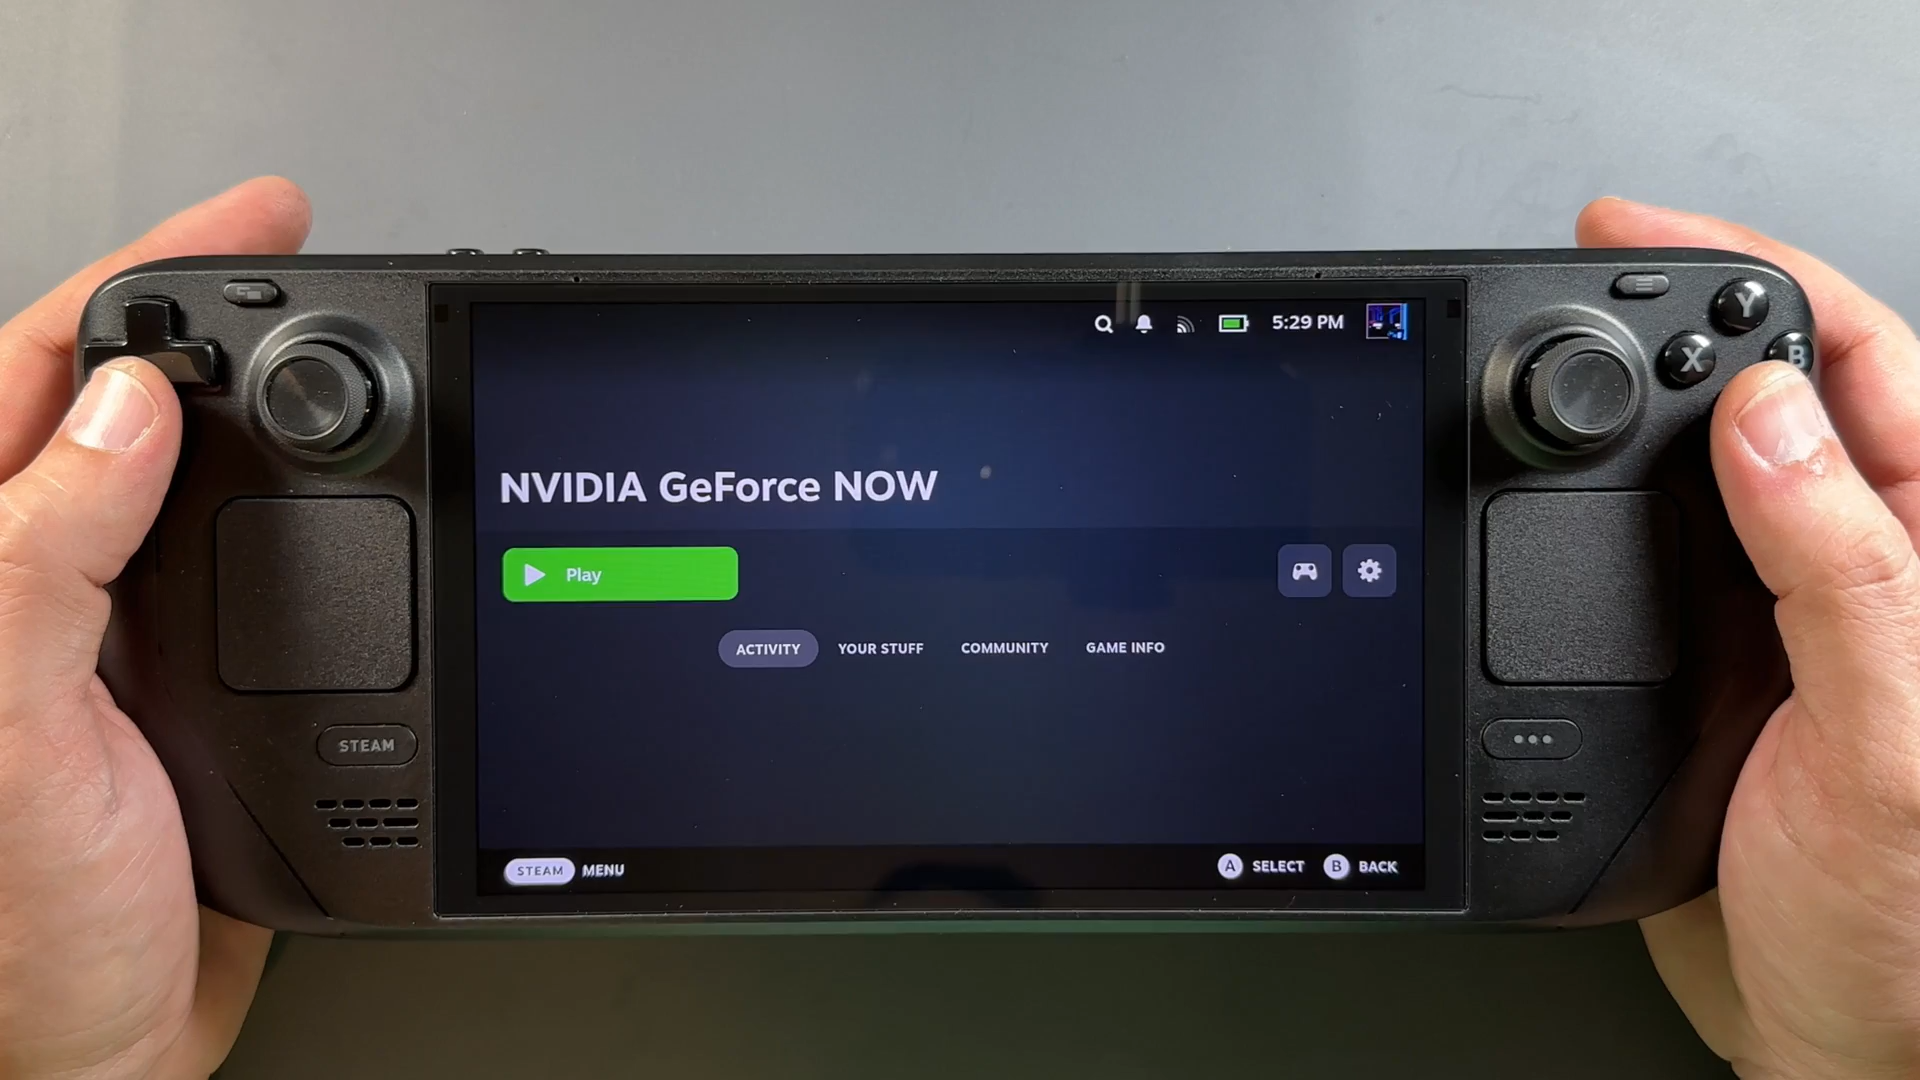 5:29 PM
Y
X
B
NVIDIA GeForce NOW
Play
ACTIVITY YOUR STUFF COMMUNITY GAME INFO
STEAM
STEAM MENU
A SELECT B BACK